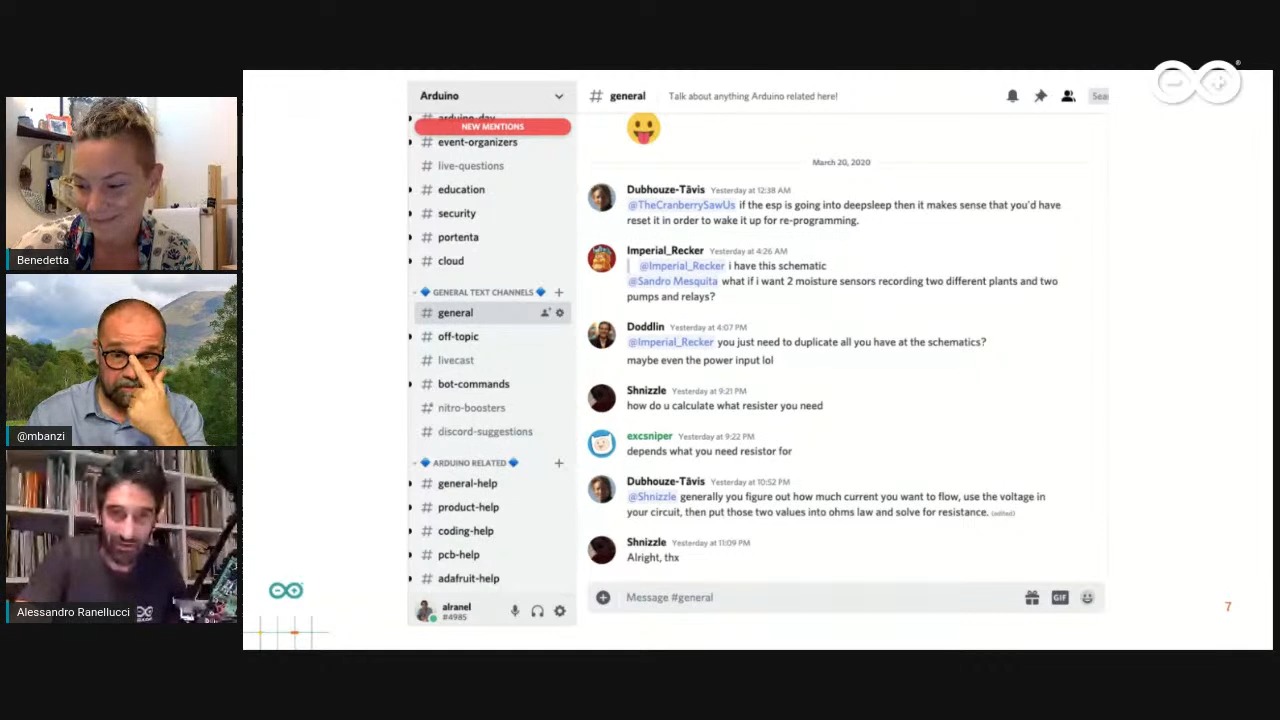 Benedetta
@mbanzi
Alessandro Ranellucci
Arduino
arduino-day
NEW MENTIONS
# event-organizers
# live-questions
# education
# security
# portenta
# cloud
GENERAL TEXT CHANNELS +
# general
# off-topic
# livecast
# bot-commands
# nitro-boosters
# discord-suggestions
ARDUINO RELATED +
# general-help
# product-help
# coding-help
# pcb-help
# adafruit-help
alranel
#4985
# general Talk about anything Arduino related here!
Sear
March 20, 2020
Dubhouze-Tāvis Yesterday at 12:38 AM
@TheCranberrySawUs if the esp is going into deepsleep then it makes sense that you'd have
reset it in order to wake it up for re-programming.
Imperial_Recker Yesterday at 4:26 AM
@Imperial_Recker i have this schematic
@Sandro Mesquita what if i want 2 moisture sensors recording two different plants and two
pumps and relays?
Doddlin Yesterday at 4:07 PM
@Imperial_Recker you just need to duplicate all you have at the schematics?
maybe even the power input lol
Shnizzle Yesterday at 9:21 PM
how do u calculate what resister you need
excsniper Yesterday at 9:22 PM
depends what you need resistor for
Dubhouze-Tāvis Yesterday at 10:52 PM
@Shnizzle generally you figure out how much current you want to flow, use the voltage in
your circuit, then put those two values into ohms law and solve for resistance. (edited)
Shnizzle Yesterday at 11:09 PM
Alright, thx
Message #general
GIF
7